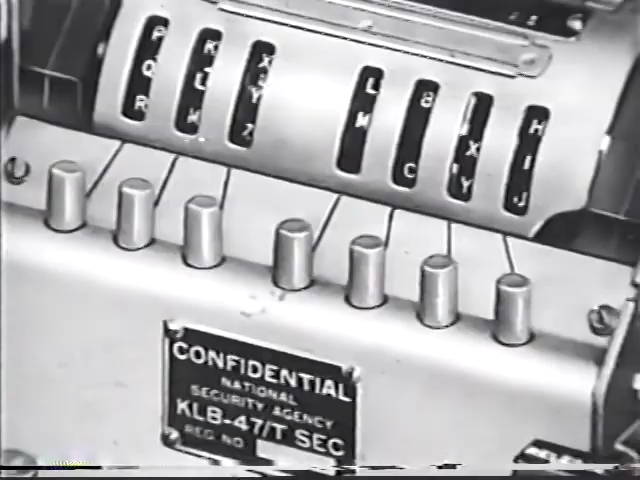 P K X
Q L Y
R M Z
L B H
M X I
C Y J
CONFIDENTIAL
NATIONAL
SECURITY AGENCY
KLB-47/T SEC
REG NO